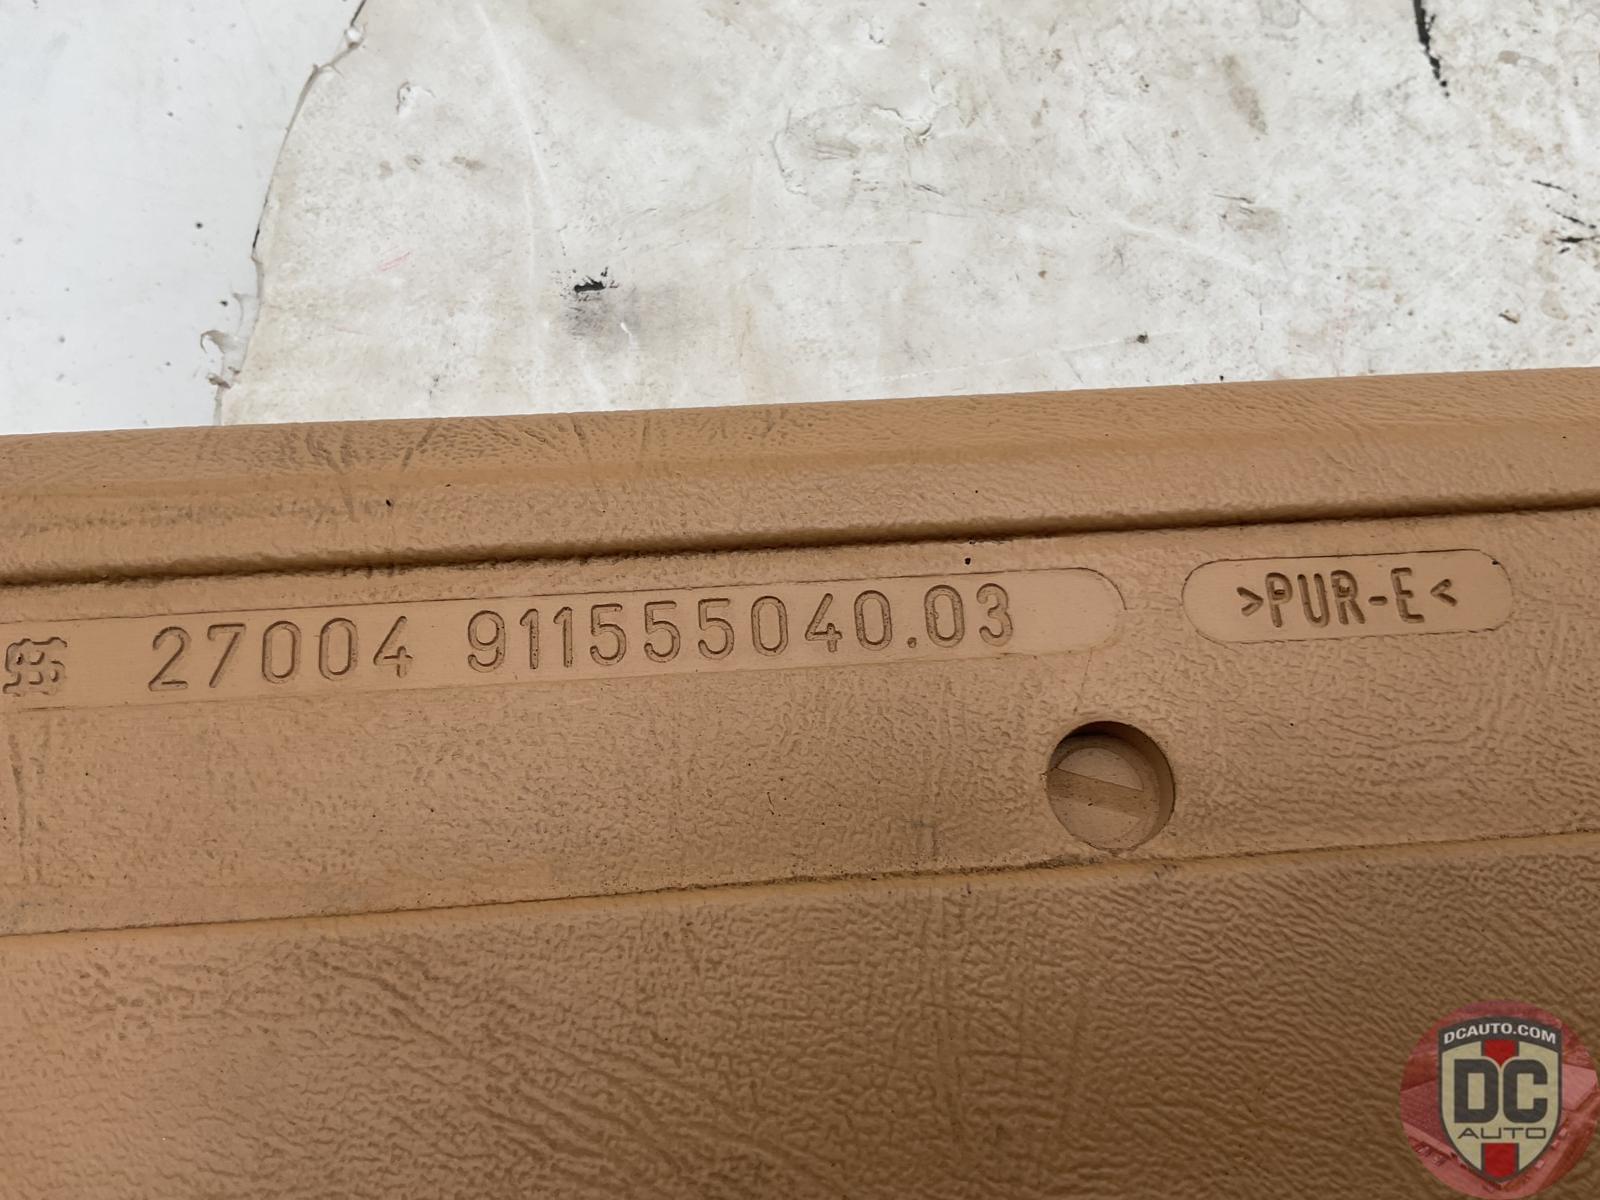 27004 911555040.03
>PUR-E<
DCAUTO.COM
DC
AUTO